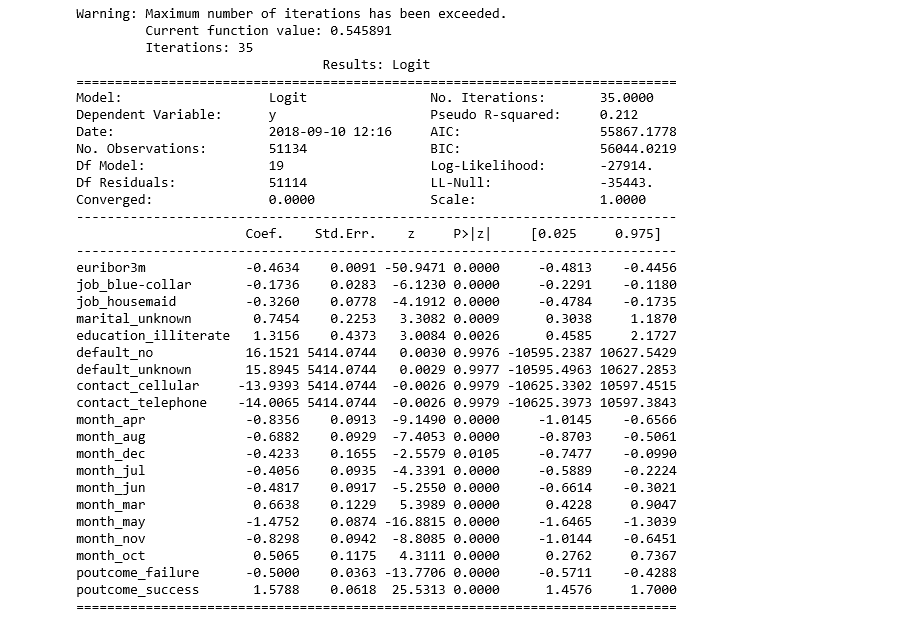 Warning: Maximum number of iterations has been exceeded.
Current function value: 0.545891
Iterations: 35
Results: Logit
Model: Logit No. Iterations: 35.0000
Dependent Variable: y Pseudo R-squared: 0.212
Date: 2018-09-10 12:16 AIC: 55867.1778
No. Observations: 51134 BIC: 56044.0219
Df Model: 19 Log-Likelihood: -27914.
Df Residuals: 51114 LL-Null: -35443.
Converged: 0.0000 Scale: 1.0000
Coef. Std.Err. z P>|z| [0.025 0.975]
euribor3m -0.4634 0.0091 -50.9471 0.0000 -0.4813 -0.4456
job_blue-collar -0.1736 0.0283 -6.1230 0.0000 -0.2291 -0.1180
job_housemaid -0.3260 0.0778 -4.1912 0.0000 -0.4784 -0.1735
marital_unknown 0.7454 0.2253 3.3082 0.0009 0.3038 1.1870
education_illiterate 1.3156 0.4373 3.0084 0.0026 0.4585 2.1727
default_no 16.1521 5414.0744 0.0030 0.9976 -10595.2387 10627.5429
default_unknown 15.8945 5414.0744 0.0029 0.9977 -10595.4963 10627.2853
contact_cellular -13.9393 5414.0744 -0.0026 0.9979 -10625.3302 10597.4515
contact_telephone -14.0065 5414.0744 -0.0026 0.9979 -10625.3973 10597.3843
month_apr -0.8356 0.0913 -9.1490 0.0000 -1.0145 -0.6566
month_aug -0.6882 0.0929 -7.4053 0.0000 -0.8703 -0.5061
month_dec -0.4233 0.1655 -2.5579 0.0105 -0.7477 -0.0990
month_jul -0.4056 0.0935 -4.3391 0.0000 -0.5889 -0.2224
month_jun -0.4817 0.0917 -5.2550 0.0000 -0.6614 -0.3021
month_mar 0.6638 0.1229 5.3989 0.0000 0.4228 0.9047
month_may -1.4752 0.0874 -16.8815 0.0000 -1.6465 -1.3039
month_nov -0.8298 0.0942 -8.8085 0.0000 -1.0144 -0.6451
month_oct 0.5065 0.1175 4.3111 0.0000 0.2762 0.7367
poutcome_failure -0.5000 0.0363 -13.7706 0.0000 -0.5711 -0.4288
poutcome_success 1.5788 0.0618 25.5313 0.0000 1.4576 1.7000